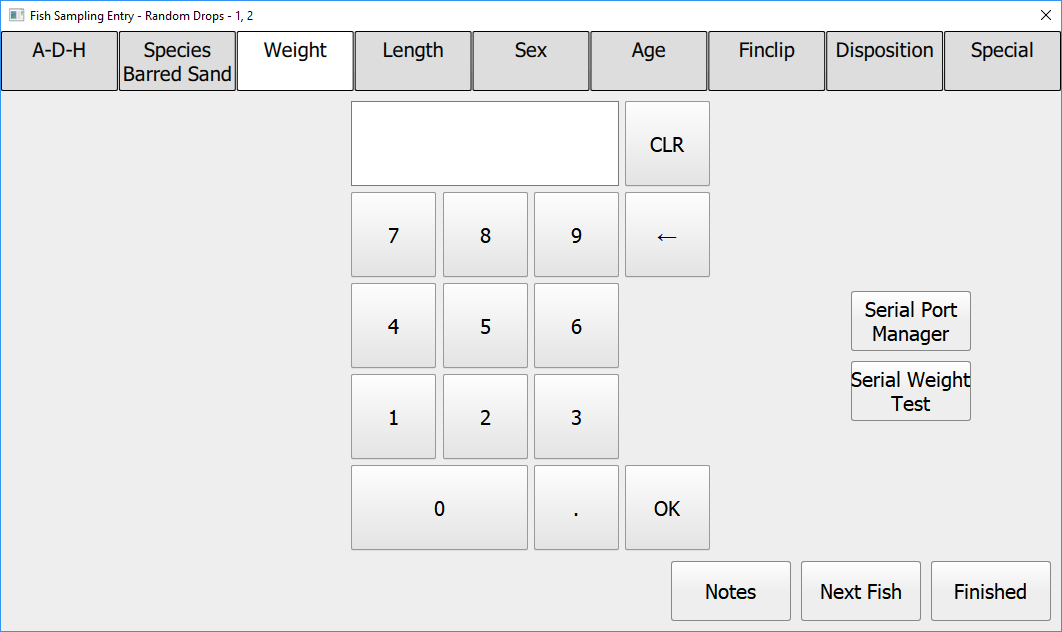 Fish Sampling Entry - Random Drops - 1, 2
A-D-H
Species
Barred Sand
Weight
Length
Sex
Age
Finclip
Disposition
Special
CLR
7
8
9
←
4
5
6
Serial Port
Manager
Serial Weight
Test
1
2
3
0
.
OK
Notes
Next Fish
Finished